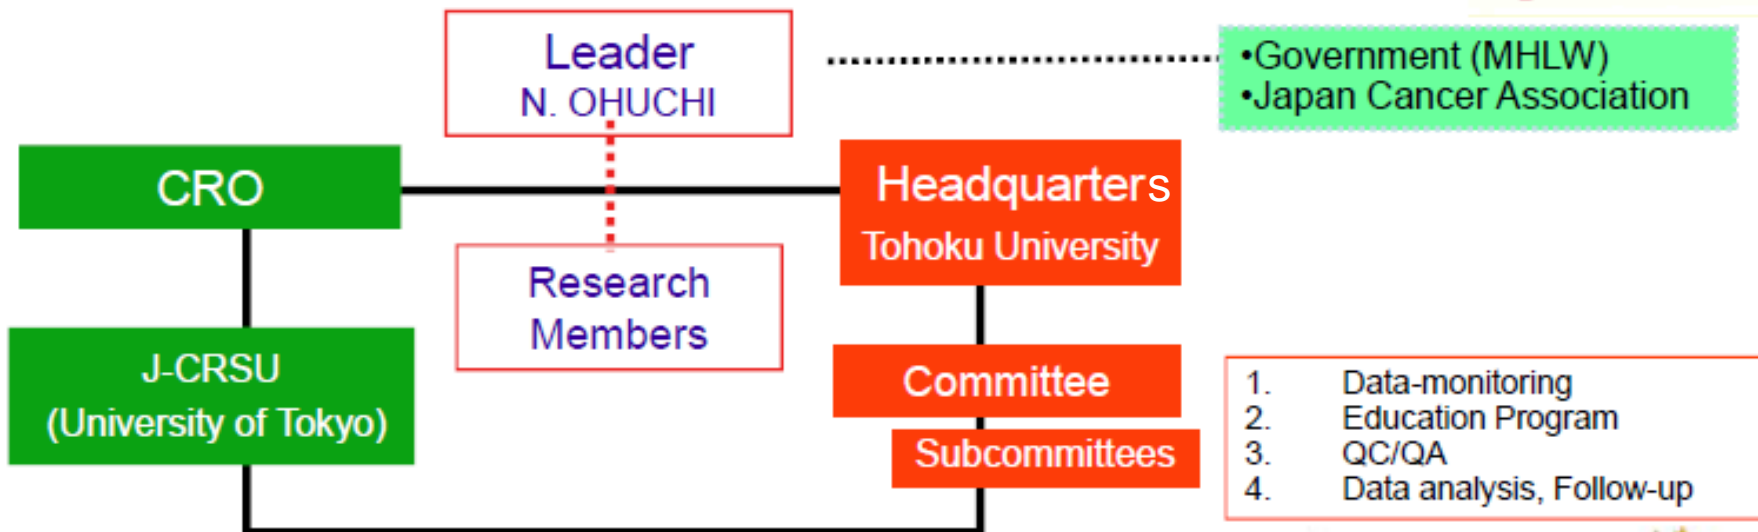 Leader
N. OHUCHI
•Government (MHLW)
•Japan Cancer Association
CRO
Headquarters
Tohoku University
Research
Members
J-CRSU
(University of Tokyo)
Committee
Subcommittees
1. Data-monitoring
2. Education Program
3. QC/QA
4. Data analysis, Follow-up